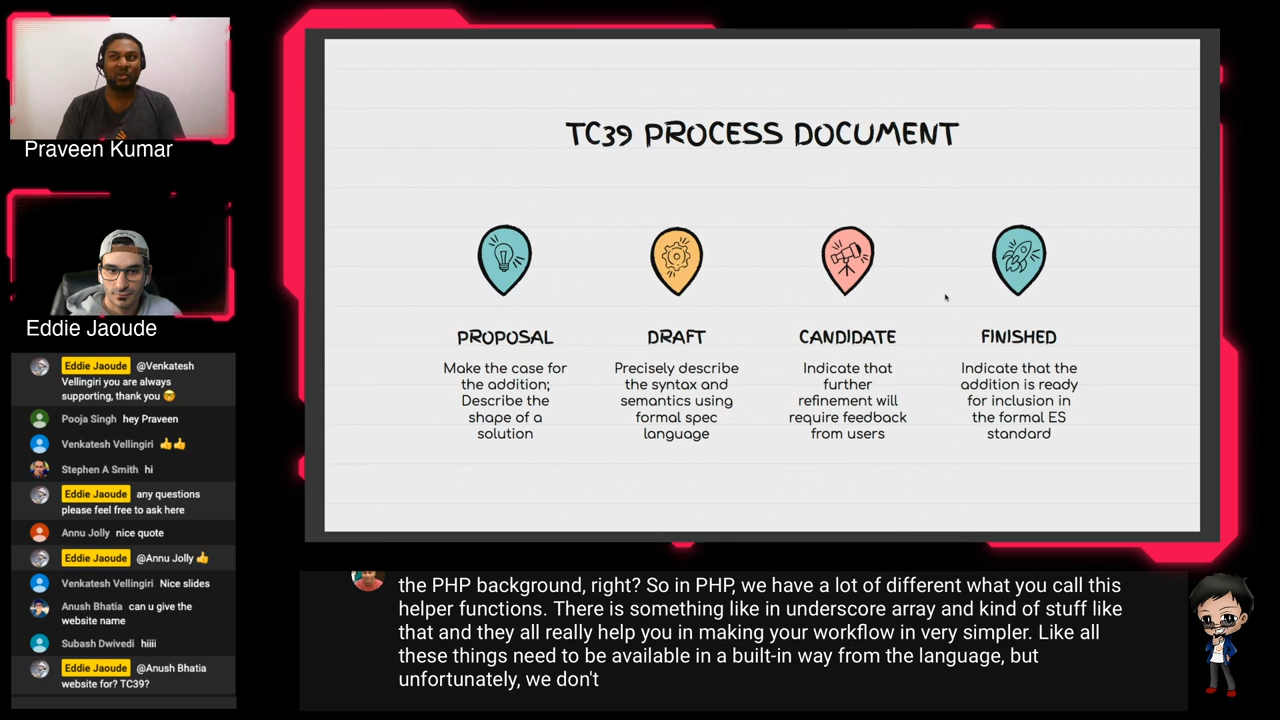 Praveen Kumar
Eddie Jaoude
Eddie Jaoude @Venkatesh
Vellingiri you are always
supporting, thank you 🤓
Pooja Singh hey Praveen
Venkatesh Vellingiri 👍👍
Stephen A Smith hi
Eddie Jaoude any questions
please feel free to ask here
Annu Jolly nice quote
Eddie Jaoude @Annu Jolly 👍
Venkatesh Vellingiri Nice slides
Anush Bhatia can u give the
website name
Subash Dwivedi hiiii
Eddie Jaoude @Anush Bhatia
website for? TC39?
TC39 PROCESS DOCUMENT
PROPOSAL
Make the case for
the addition;
Describe the
shape of a
solution
DRAFT
Precisely describe
the syntax and
semantics using
formal spec
language
CANDIDATE
Indicate that
further
refinement will
require feedback
from users
FINISHED
Indicate that the
addition is ready
for inclusion in
the formal ES
standard
the PHP background, right? So in PHP, we have a lot of different what you call this
helper functions. There is something like in underscore array and kind of stuff like
that and they all really help you in making your workflow in very simpler. Like all
these things need to be available in a built-in way from the language, but
unfortunately, we don't